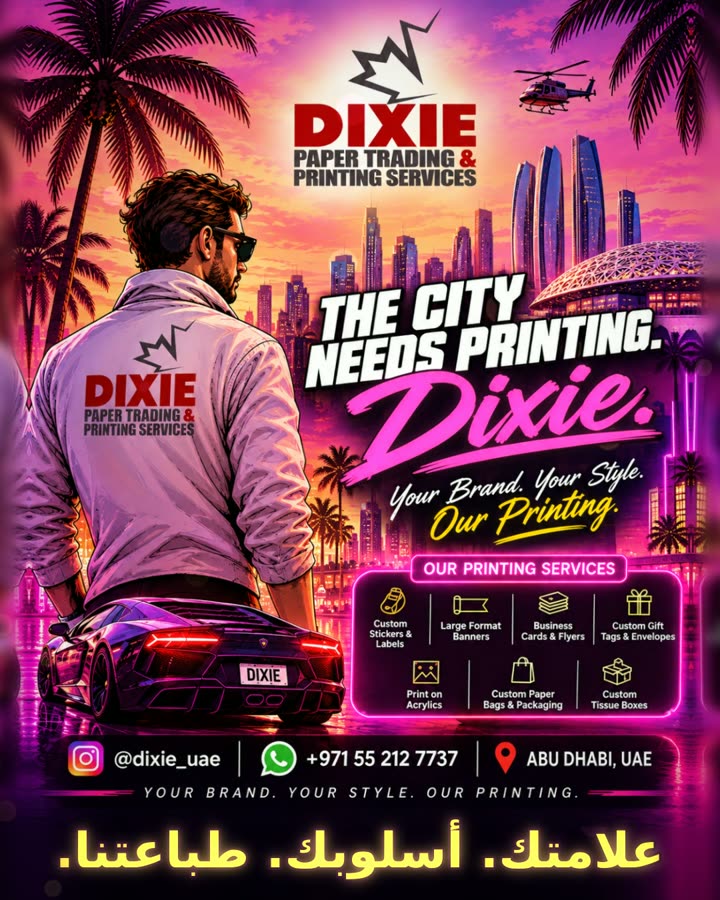 DIXIE
PAPER TRADING &
PRINTING SERVICES
DIXIE
PAPER TRADING &
PRINTING SERVICES
THE CITY
NEEDS PRINTING.
Dixie.
Your Brand. Your Style.
Our Printing.
OUR PRINTING SERVICES
Custom
Stickers &
Labels
Large Format
Banners
Business
Cards & Flyers
Custom Gift
Tags & Envelopes
Print on
Acrylics
Custom Paper
Bags & Packaging
Custom
Tissue Boxes
DIXIE
@dixie_uae
+971 55 212 7737
ABU DHABI, UAE
YOUR BRAND. YOUR STYLE. OUR PRINTING.
علامتك. أسلوبك. طباعتنا.